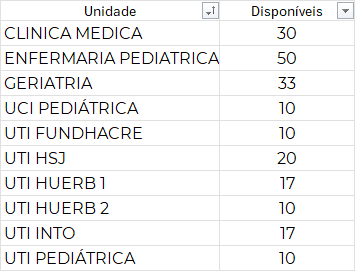 Unidade Disponíveis
CLINICA MEDICA 30
ENFERMARIA PEDIATRICA 50
GERIATRIA 33
UCI PEDIÁTRICA 10
UTI FUNDHACRE 10
UTI HSJ 20
UTI HUERB 1 17
UTI HUERB 2 10
UTI INTO 17
UTI PEDIÁTRICA 10